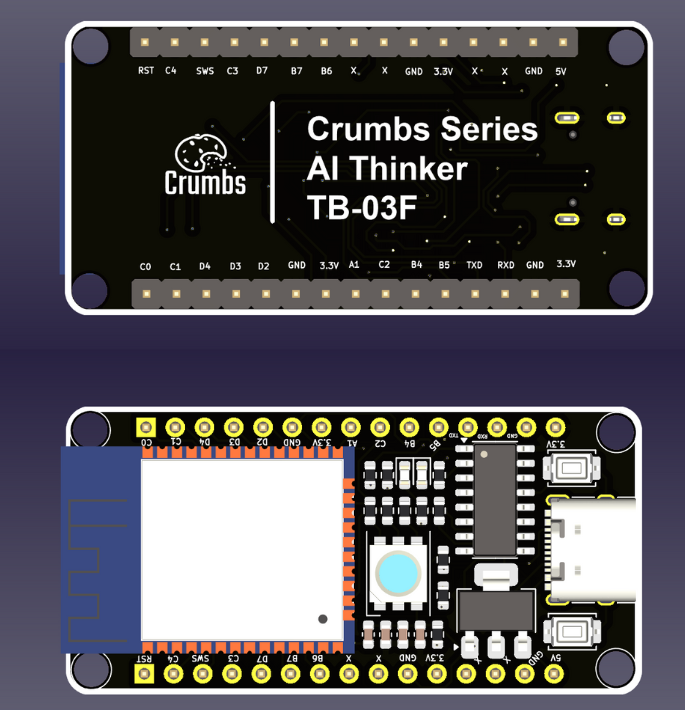 RST C4 SWS C3 D7 B7 B6 X X GND 3.3V X X GND 5V
Crumbs
Crumbs Series
AI Thinker
TB-03F
C0 C1 D4 D3 D2 GND 3.3V A1 C2 B4 B5 TXD RXD GND 3.3V
C0 C1 D4 D3 D2 GND 3.3V A1 C2 B4 B5 TXD RXD GND 3.3V
RST C4 SWS C3 D7 B7 B6 X X GND 3.3V X X GND 5V